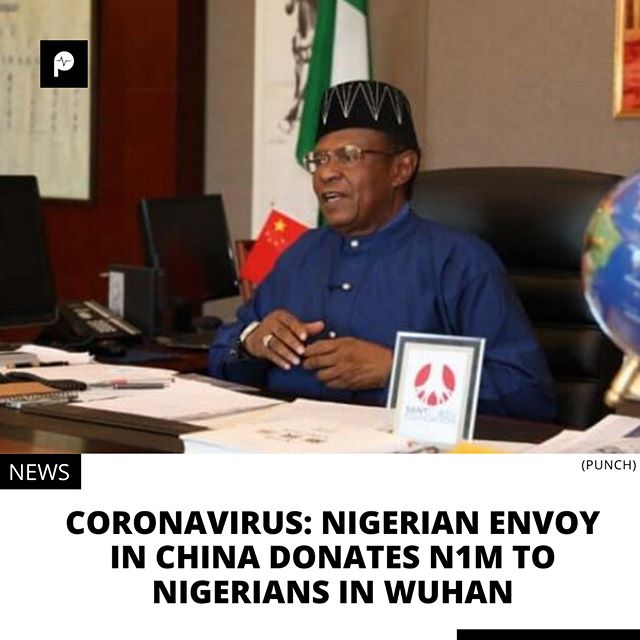 p
NEWS
(PUNCH)
CORONAVIRUS: NIGERIAN ENVOY
IN CHINA DONATES N1M TO
NIGERIANS IN WUHAN